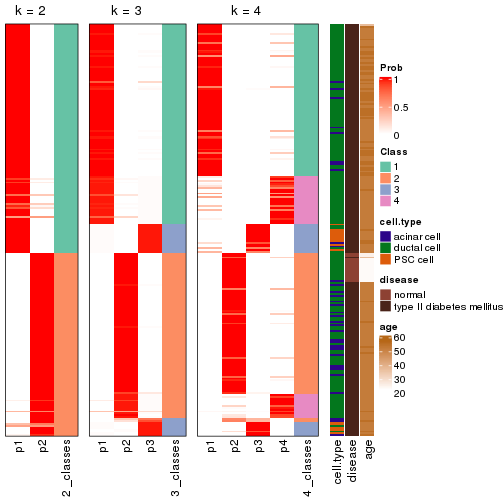 k = 2
k = 3
k = 4
Prob
1
0.5
0
Class
1
2
3
4
cell.type
acinar cell
ductal cell
PSC cell
disease
normal
type II diabetes mellitus
age
60
50
40
30
20
p1
p2
2_classes
p1
p2
p3
3_classes
p1
p2
p3
p4
4_classes
cell.type
disease
age